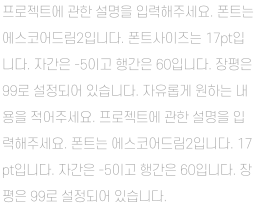 프로젝트에 관한 설명을 입력해주세요. 폰트는
에스코어드림2입니다. 폰트사이즈는 17pt입
니다. 자간은 -5이고 행간은 60입니다. 장평은
99로 설정되어 있습니다. 자유롭게 원하는 내
용을 적어주세요. 프로젝트에 관한 설명을 입
력해주세요. 폰트는 에스코어드림2입니다. 17
pt입니다. 자간은 -5이고 행간은 60입니다. 장
평은 99로 설정되어 있습니다.